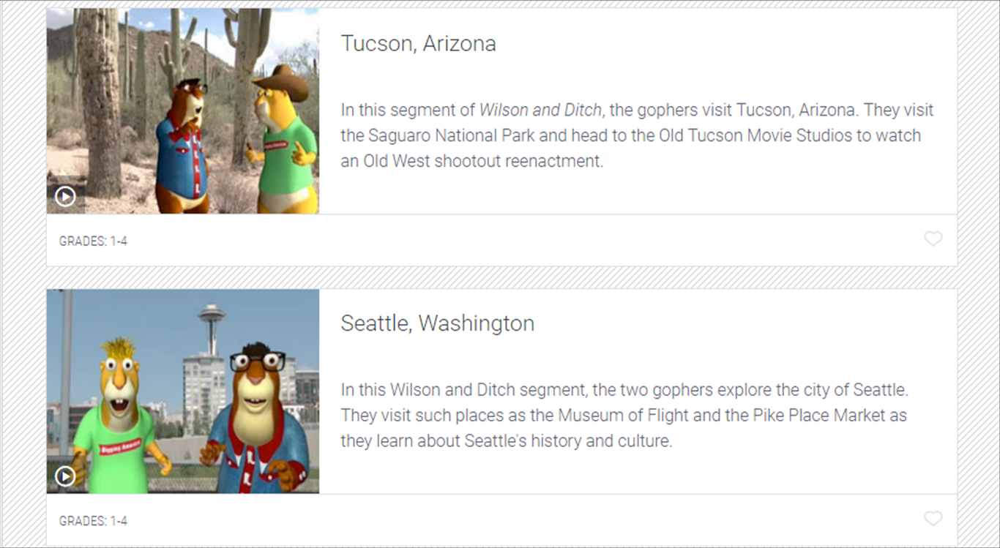 Tucson, Arizona
In this segment of Wilson and Ditch, the gophers visit Tucson, Arizona. They visit
the Saguaro National Park and head to the Old Tucson Movie Studios to watch
an Old West shootout reenactment.
GRADES: 1-4
Seattle, Washington
In this Wilson and Ditch segment, the two gophers explore the city of Seattle.
They visit such places as the Museum of Flight and the Pike Place Market as
they learn about Seattle's history and culture.
Digging America
GRADES: 1-4